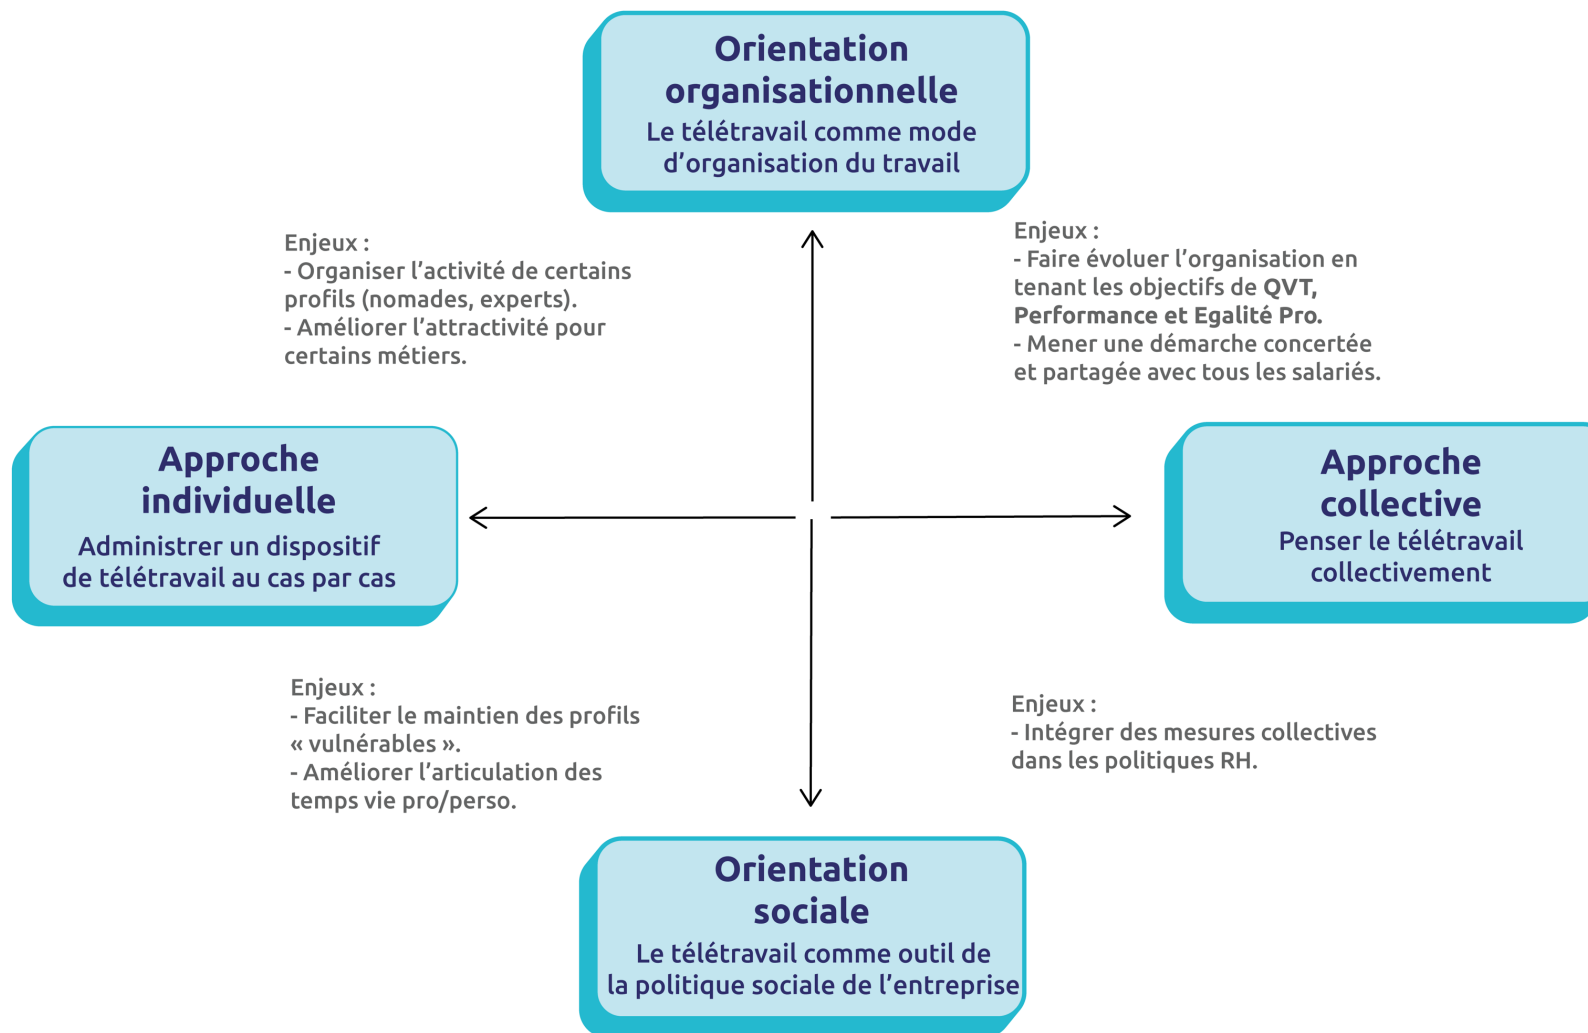 Orientation
organisationnelle
Le télétravail comme mode
d’organisation du travail
Enjeux :
- Organiser l’activité de certains
profils (nomades, experts).
- Améliorer l’attractivité pour
certains métiers.
Enjeux :
- Faire évoluer l’organisation en
tenant les objectifs de QVT,
Performance et Egalité Pro.
- Mener une démarche concertée
et partagée avec tous les salariés.
Approche
individuelle
Administrer un dispositif
de télétravail au cas par cas
Approche
collective
Penser le télétravail
collectivement
Enjeux :
- Faciliter le maintien des profils
« vulnérables ».
- Améliorer l’articulation des
temps vie pro/perso.
Enjeux :
- Intégrer des mesures collectives
dans les politiques RH.
Orientation
sociale
Le télétravail comme outil de
la politique sociale de l’entreprise